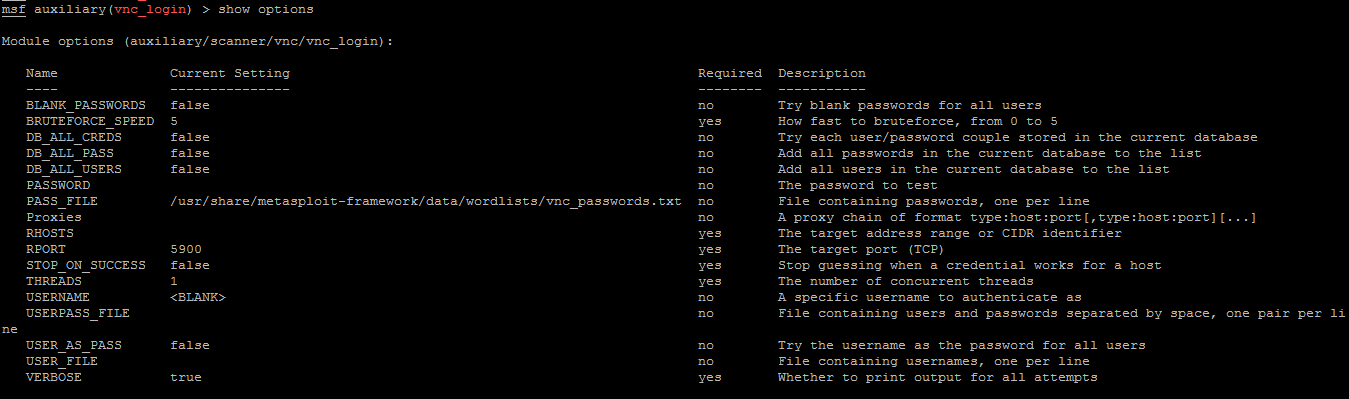 msf auxiliary(vnc_login) > show options
Module options (auxiliary/scanner/vnc/vnc_login):
Name Current Setting Required Description
---- --------------- -------- -----------
BLANK_PASSWORDS false no Try blank passwords for all users
BRUTEFORCE_SPEED 5 yes How fast to bruteforce, from 0 to 5
DB_ALL_CREDS false no Try each user/password couple stored in the current database
DB_ALL_PASS false no Add all passwords in the current database to the list
DB_ALL_USERS false no Add all users in the current database to the list
PASSWORD no The password to test
PASS_FILE /usr/share/metasploit-framework/data/wordlists/vnc_passwords.txt no File containing passwords, one per line
Proxies no A proxy chain of format type:host:port[,type:host:port][...]
RHOSTS yes The target address range or CIDR identifier
RPORT 5900 yes The target port (TCP)
STOP_ON_SUCCESS false yes Stop guessing when a credential works for a host
THREADS 1 yes The number of concurrent threads
USERNAME <BLANK> no A specific username to authenticate as
USERPASS_FILE no File containing users and passwords separated by space, one pair per li
ne
USER_AS_PASS false no Try the username as the password for all users
USER_FILE no File containing usernames, one per line
VERBOSE true yes Whether to print output for all attempts